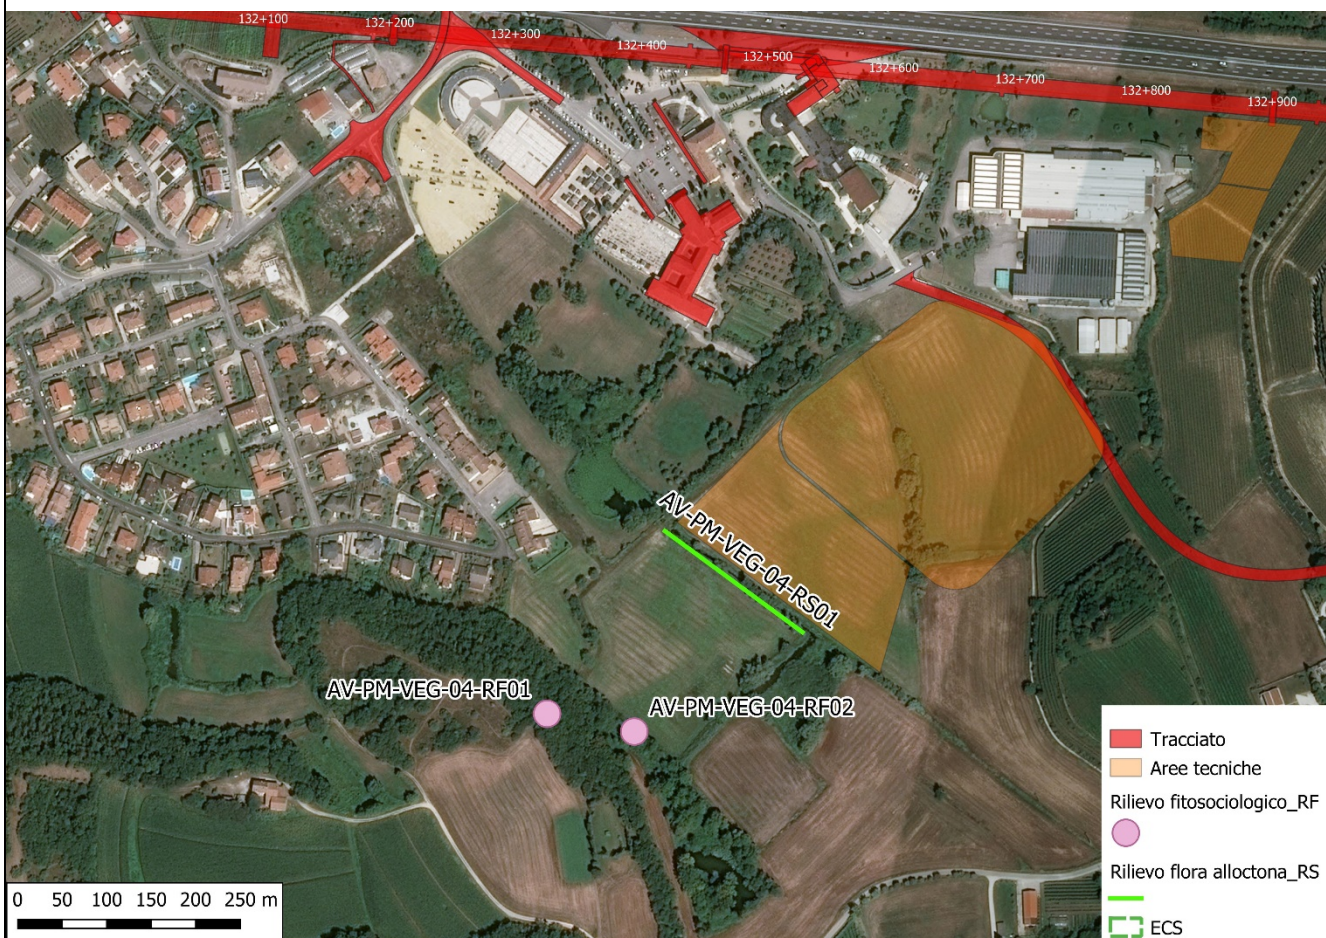 132+100
132+200
132+300
132+400
132+500
132+600
132+700
132+800
132+900
AV-PM-VEG-04-RS01
AV-PM-VEG-04-RF01
AV-PM-VEG-04-RF02
Tracciato
Aree tecniche
Rilievo fitosociologico_RF
Rilievo flora alloctona_RS
ECS
0 50 100 150 200 250 m